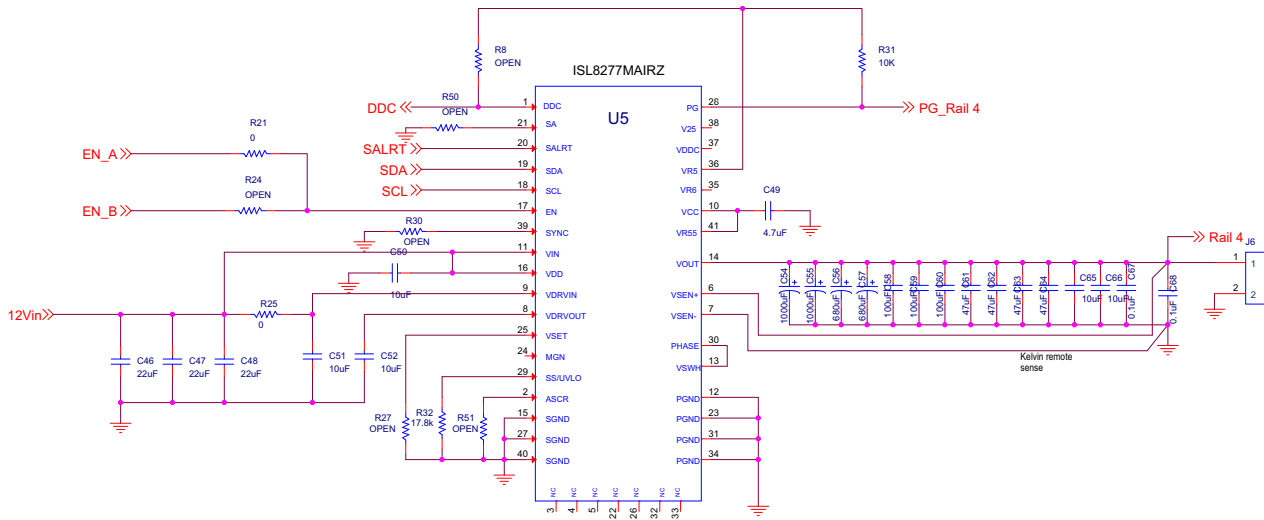 ISL8277MAIRZ
U5
R8
OPEN
R31
10K
DDC
R50
OPEN
PG_Rail 4
R21
0
EN_A
R24
OPEN
EN_B
SALRT
SDA
SCL
R30
OPEN
C50
10uF
12Vin
R25
0
C46
22uF
C47
22uF
C48
22uF
C51
10uF
C52
10uF
R27
OPEN
R32
17.8k
R51
OPEN
1 DDC
21 SA
20 SALRT
19 SDA
18 SCL
17 EN
39 SYNC
11 VIN
16 VDD
9 VDRVIN
8 VDRVOUT
25 VSET
24 MGN
29 SS/UVLO
2 ASCR
15 SGND
27 SGND
40 SGND
PG 28
V25 38
VDDC 37
VR5 36
VR6 35
VCC 10
VR55 41
VOUT 14
VSEN+ 6
VSEN- 7
PHASE 30
VSWH 13
PGND 12
PGND 23
PGND 31
PGND 34
NC NC NC NC NC NC NC
3 4 5 22 26 32 33
C49
4.7uF
Rail 4
J6
1 1
2 2
C54
1000uF
C55
1000uF
C56
680uF
C57
680uF
C58
100uF
C59
100uF
C60
100uF
C61
47uF
C62
47uF
C63
47uF
C64
47uF
C65
10uF
C66
10uF
C67
0.1uF
C68
0.1uF
Kelvin remote
sense